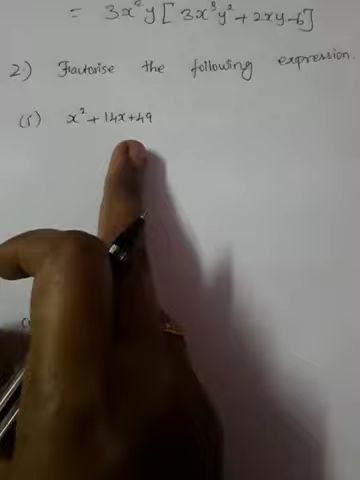 = 3x²y [ 3x³y² + 2xy - 6 ]
2.) Factorise the following expression.
(i) x² + 14x + 49